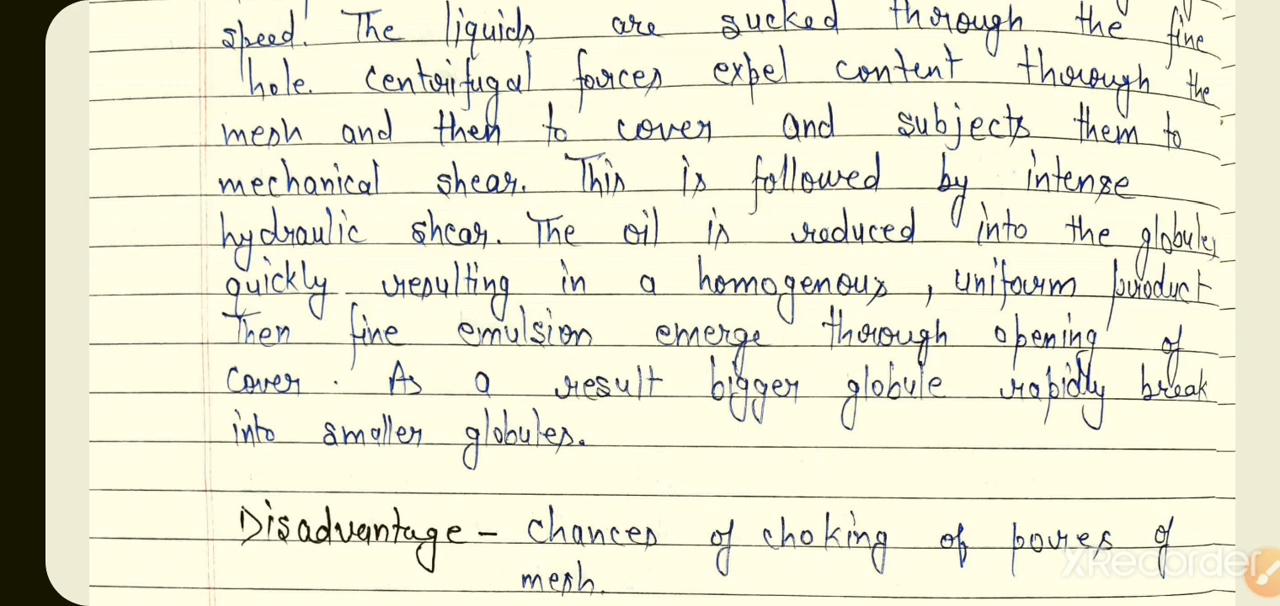 speed. The liquids are sucked through the fine
hole. Centrifugal forces expel content through the
mesh and then to cover and subjects them to
mechanical shear. This is followed by intense
hydraulic shear. The oil is reduced into the globules
quickly resulting in a homogenous, uniform product
Then fine emulsion emerge through opening of
cover. As a result bigger globule rapidly break
into smaller globules.
Disadvantage - Chances of choking of pores of
mesh.
XRecorder